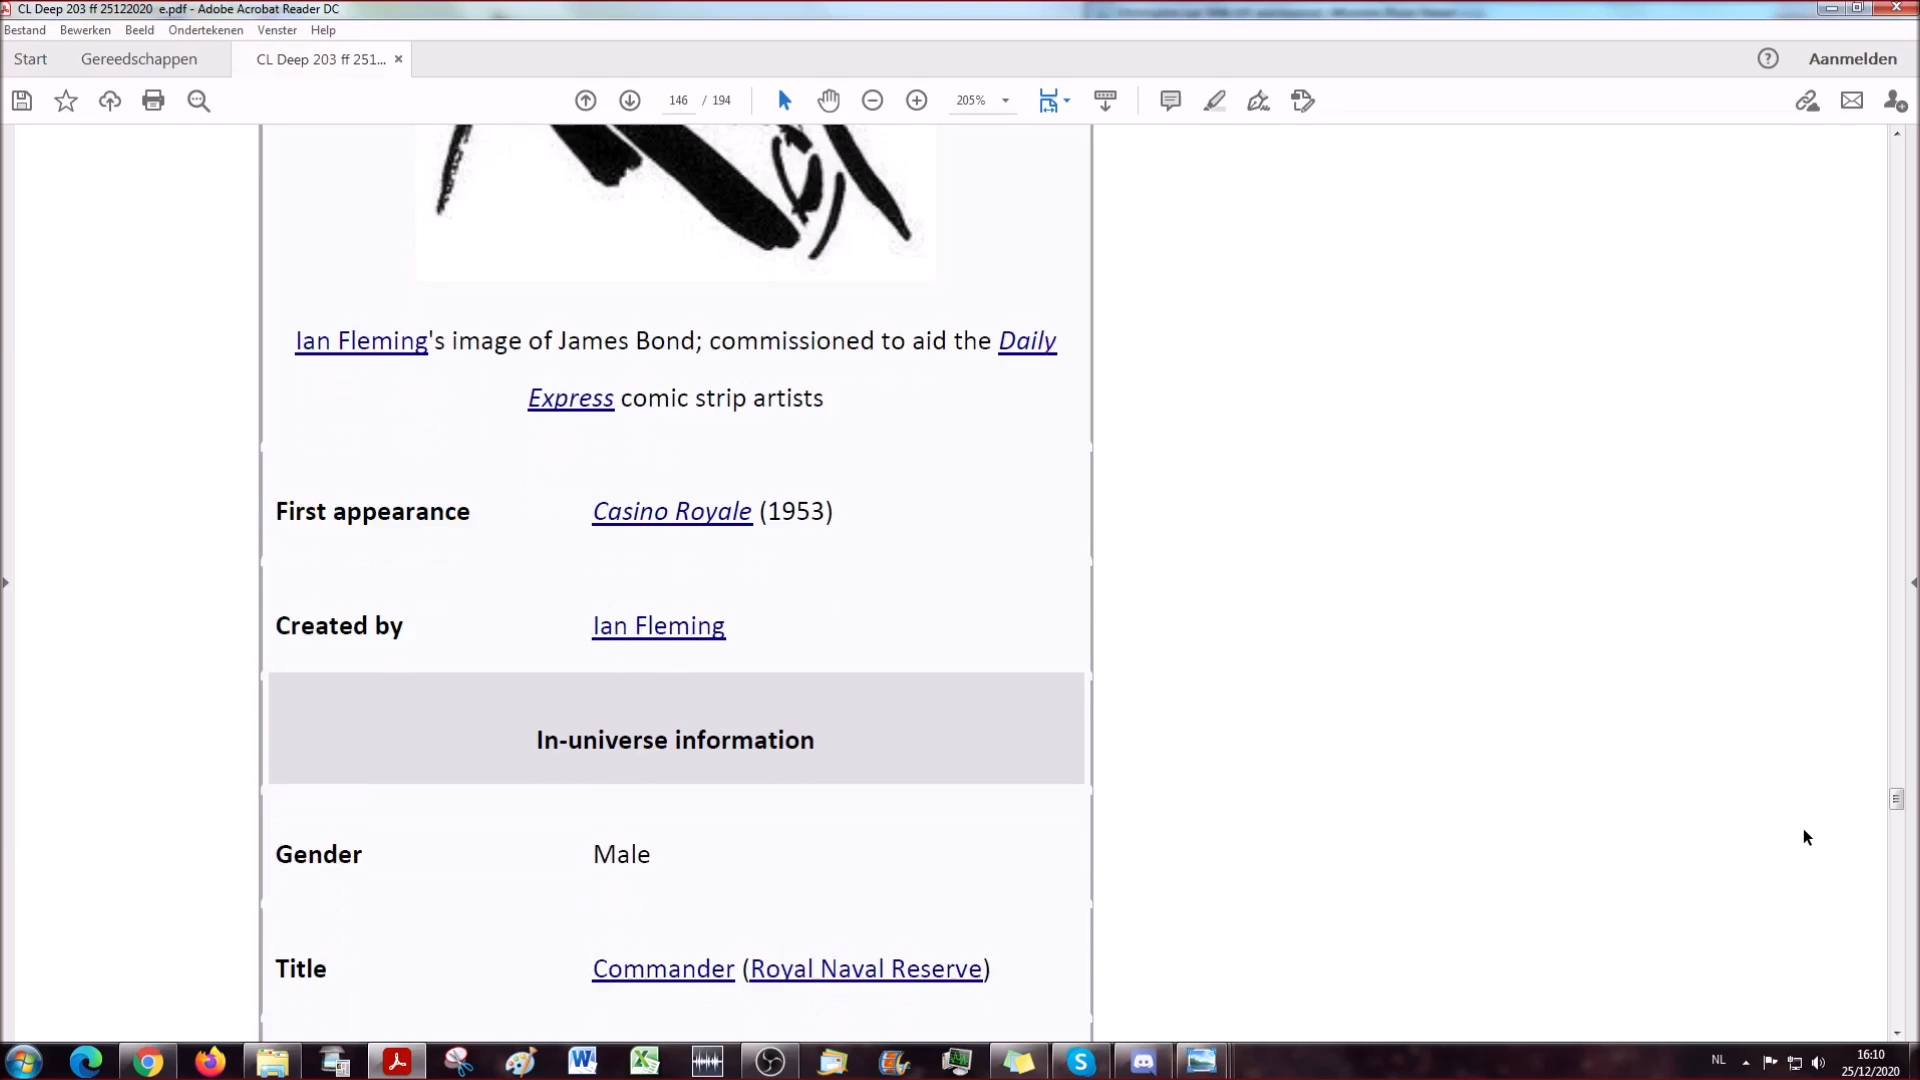 CL Deep 203 ff 25122020  e.pdf - Adobe Acrobat Reader DC
Bestand Bewerken Beeld Ondertekenen Venster Help
Start Gereedschappen CL Deep 203 ff 251... × Aanmelden
146 / 194 205%
Ian Fleming's image of James Bond; commissioned to aid the Daily
Express comic strip artists
First appearance Casino Royale (1953)
Created by Ian Fleming
In-universe information
Gender Male
Title Commander (Royal Naval Reserve)
NL 16:10
25/12/2020